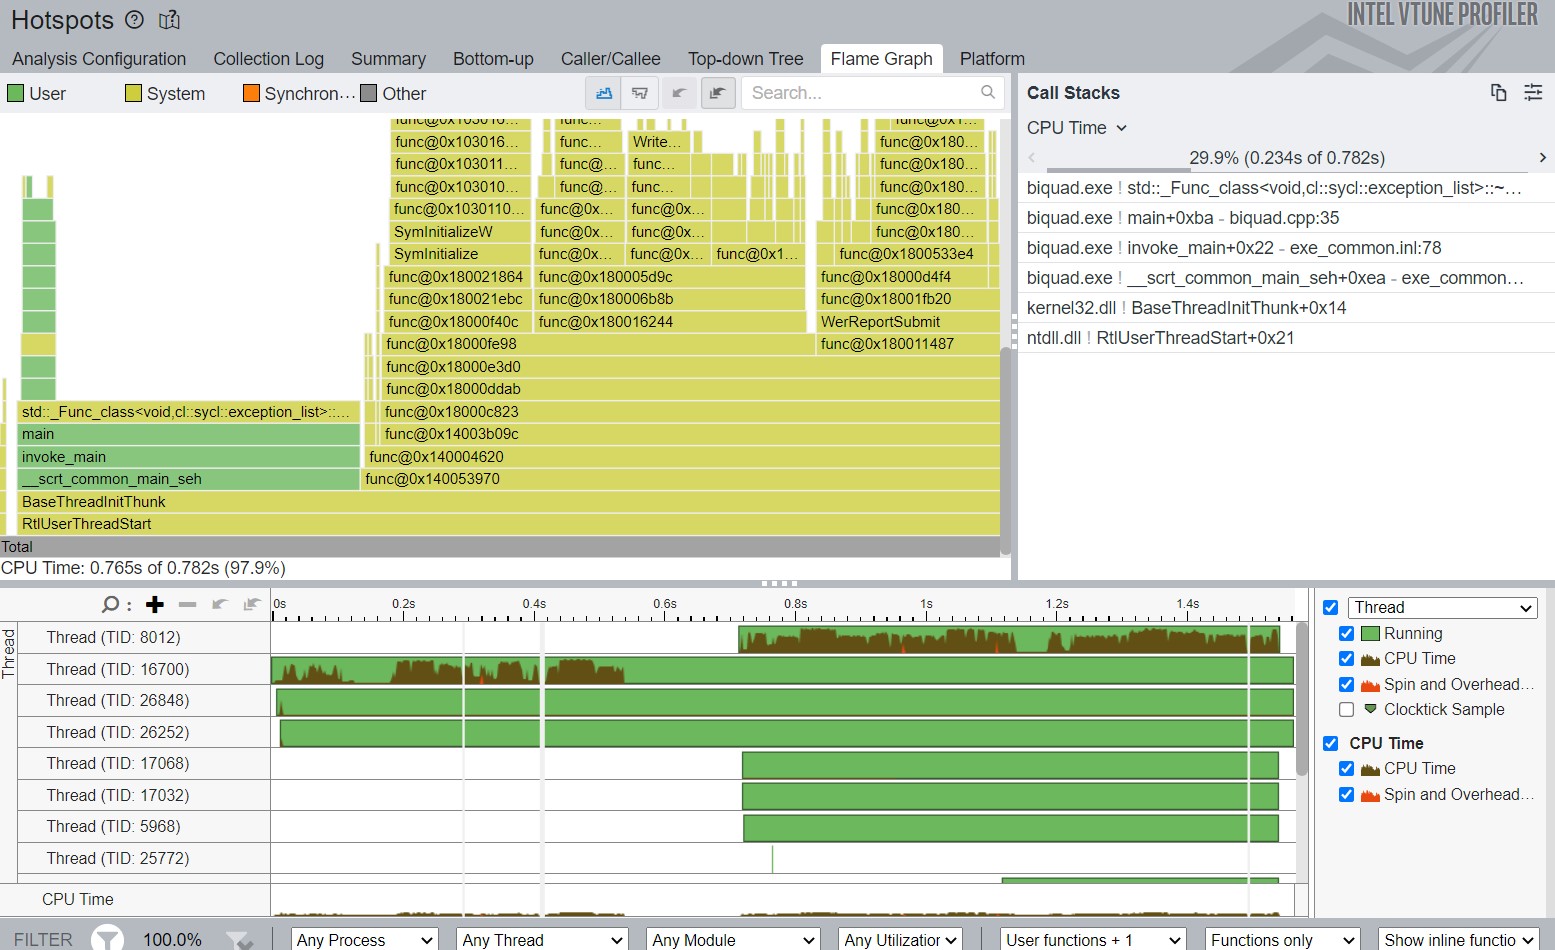 Hotspots
INTEL VTUNE PROFILER
Analysis Configuration Collection Log Summary Bottom-up Caller/Callee Top-down Tree Flame Graph Platform
User System Synchron… Other Search...
func... func@0x1...
func@0x103016... func... Write... func@0x180...
func@0x103011... func@... func... func@0x180...
func@0x103010... func@... func... func@0x180...
func@0x1030110... func@0x... func@0x... func@0x180...
SymInitializeW func@0x... func@0x... func@0x180...
SymInitialize func@0x... func@0x... func@0x1... func@0x1800533e4
func@0x180021864 func@0x180005d9c func@0x18000d4f4
func@0x180021ebc func@0x180006b8b func@0x18001fb20
func@0x18000f40c func@0x180016244 WerReportSubmit
func@0x18000fe98 func@0x180011487
func@0x18000e3d0
func@0x18000ddab
std::_Func_class<void,cl::sycl::exception_list>::... func@0x18000c823
main func@0x14003b09c
invoke_main func@0x140004620
__scrt_common_main_seh func@0x140053970
BaseThreadInitThunk
RtlUserThreadStart
Total
CPU Time: 0.765s of 0.782s (97.9%)
Call Stacks
CPU Time
29.9% (0.234s of 0.782s)
biquad.exe ! std::_Func_class<void,cl::sycl::exception_list>::~…
biquad.exe ! main+0xba - biquad.cpp:35
biquad.exe ! invoke_main+0x22 - exe_common.inl:78
biquad.exe ! __scrt_common_main_seh+0xea - exe_common…
kernel32.dll ! BaseThreadInitThunk+0x14
ntdll.dll ! RtlUserThreadStart+0x21
0s 0.2s 0.4s 0.6s 0.8s 1s 1.2s 1.4s
Thread
Thread (TID: 8012)
Thread (TID: 16700)
Thread (TID: 26848)
Thread (TID: 26252)
Thread (TID: 17068)
Thread (TID: 17032)
Thread (TID: 5968)
Thread (TID: 25772)
CPU Time
Thread
Running
CPU Time
Spin and Overhead…
Clocktick Sample
CPU Time
CPU Time
Spin and Overhead…
FILTER 100.0% Any Process Any Thread Any Module Any Utilization User functions + 1 Functions only Show inline functio